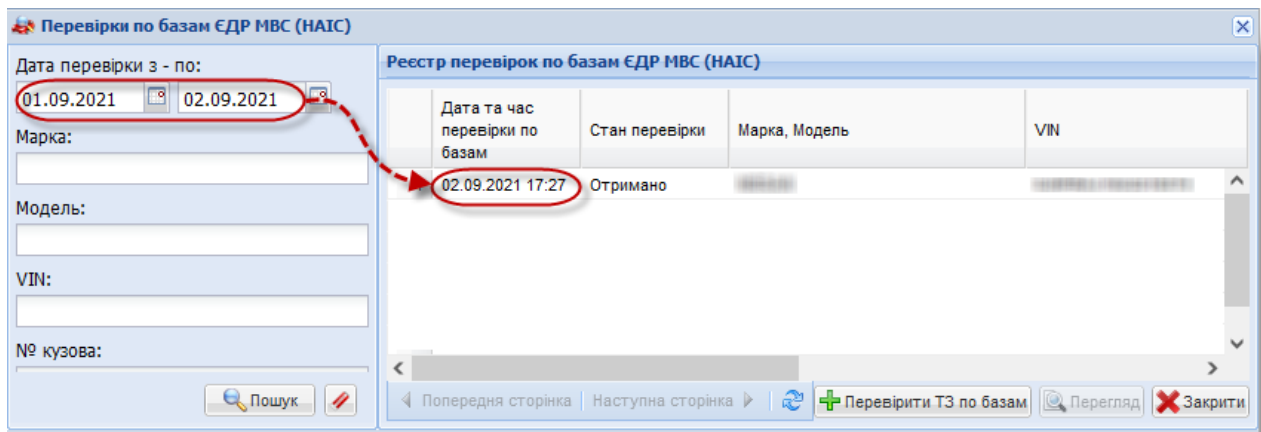 Перевірки по базам ЄДР МВС (НАІС)
Дата перевірки з - по:
01.09.2021 02.09.2021
Марка:
Модель:
VIN:
№ кузова:
Пошук
Реєстр перевірок по базам ЄДР МВС (НАІС)
Дата та час
перевірки по
базам
Стан перевірки
Марка, Модель
VIN
02.09.2021 17:27 Отримано
Попередня сторінка Наступна сторінка Перевірити ТЗ по базам Перегляд Закрити